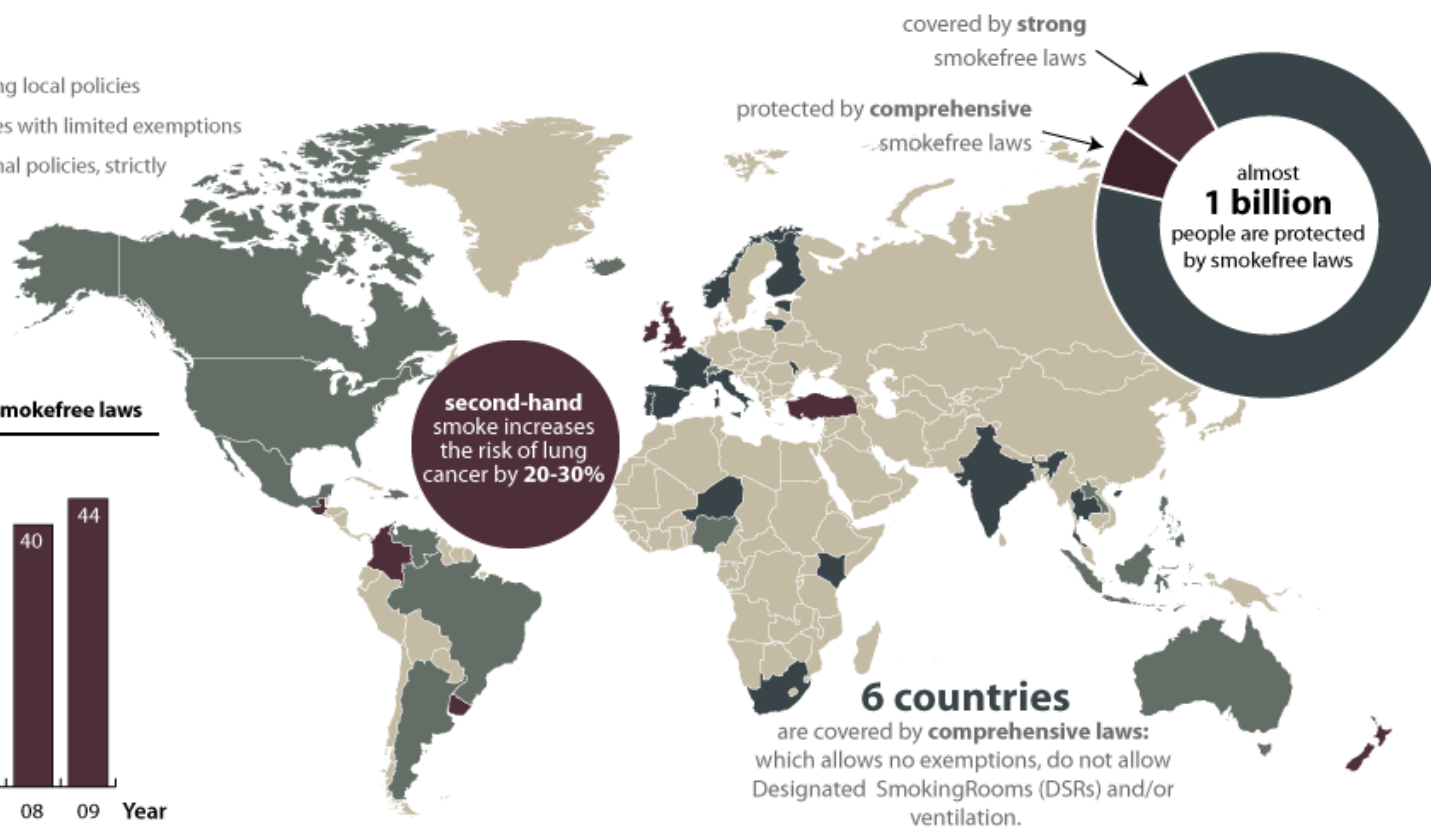 covered by strong
smokefree laws
ng local policies
protected by comprehensive
es with limited exemptions
smokefree laws
nal policies, strictly
almost
1 billion
people are protected
by smokefree laws
second-hand
smoke increases
the risk of lung
cancer by 20-30%
mokefree laws
44
40
08 09 Year
6 countries
are covered by comprehensive laws:
which allows no exemptions, do not allow
Designated SmokingRooms (DSRs) and/or
ventilation.